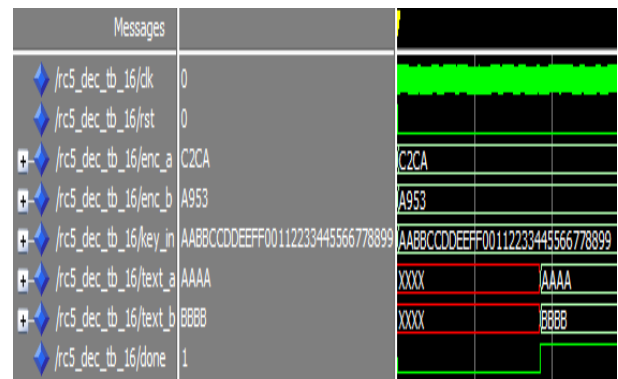 Messages
/rc5_dec_tb_16/clk 0
/rc5_dec_tb_16/rst 0
/rc5_dec_tb_16/enc_a C2CA C2CA
/rc5_dec_tb_16/enc_b A953 A953
/rc5_dec_tb_16/key_in AABBCCDDEEFF00112233445566778899 AABBCCDDEEFF00112233445566778899
/rc5_dec_tb_16/text_a AAAA XXXX AAAA
/rc5_dec_tb_16/text_b BBBB XXXX BBBB
/rc5_dec_tb_16/done 1